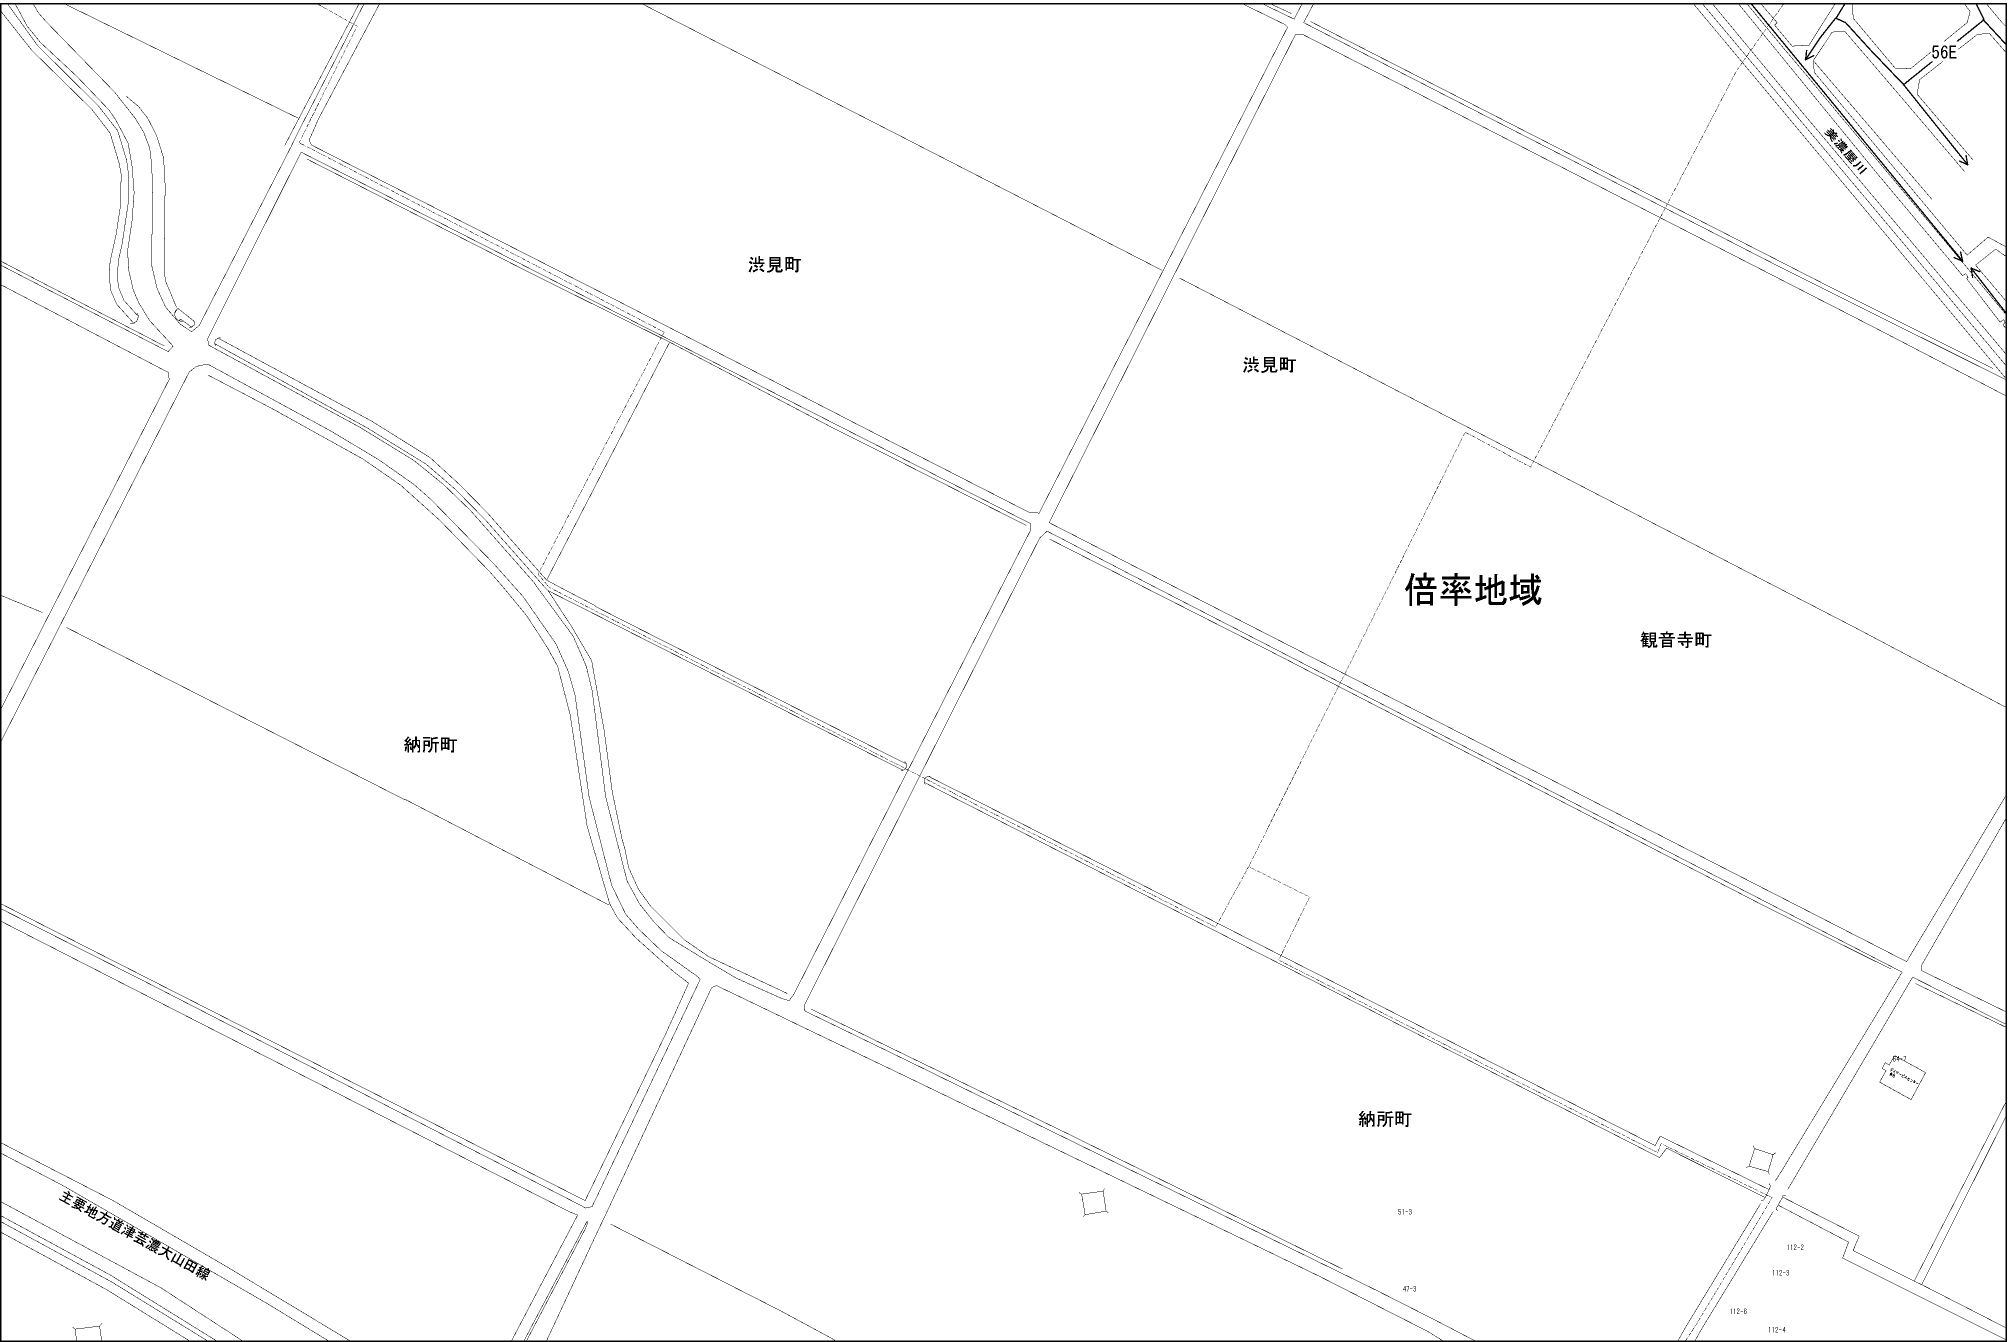 56E
美濃屋川
渋見町
渋見町
倍率地域
観音寺町
納所町
64-7
納所町
主要地方道津芸濃大山田線
51-3
112-2
112-3
47-3
112-6
112-4